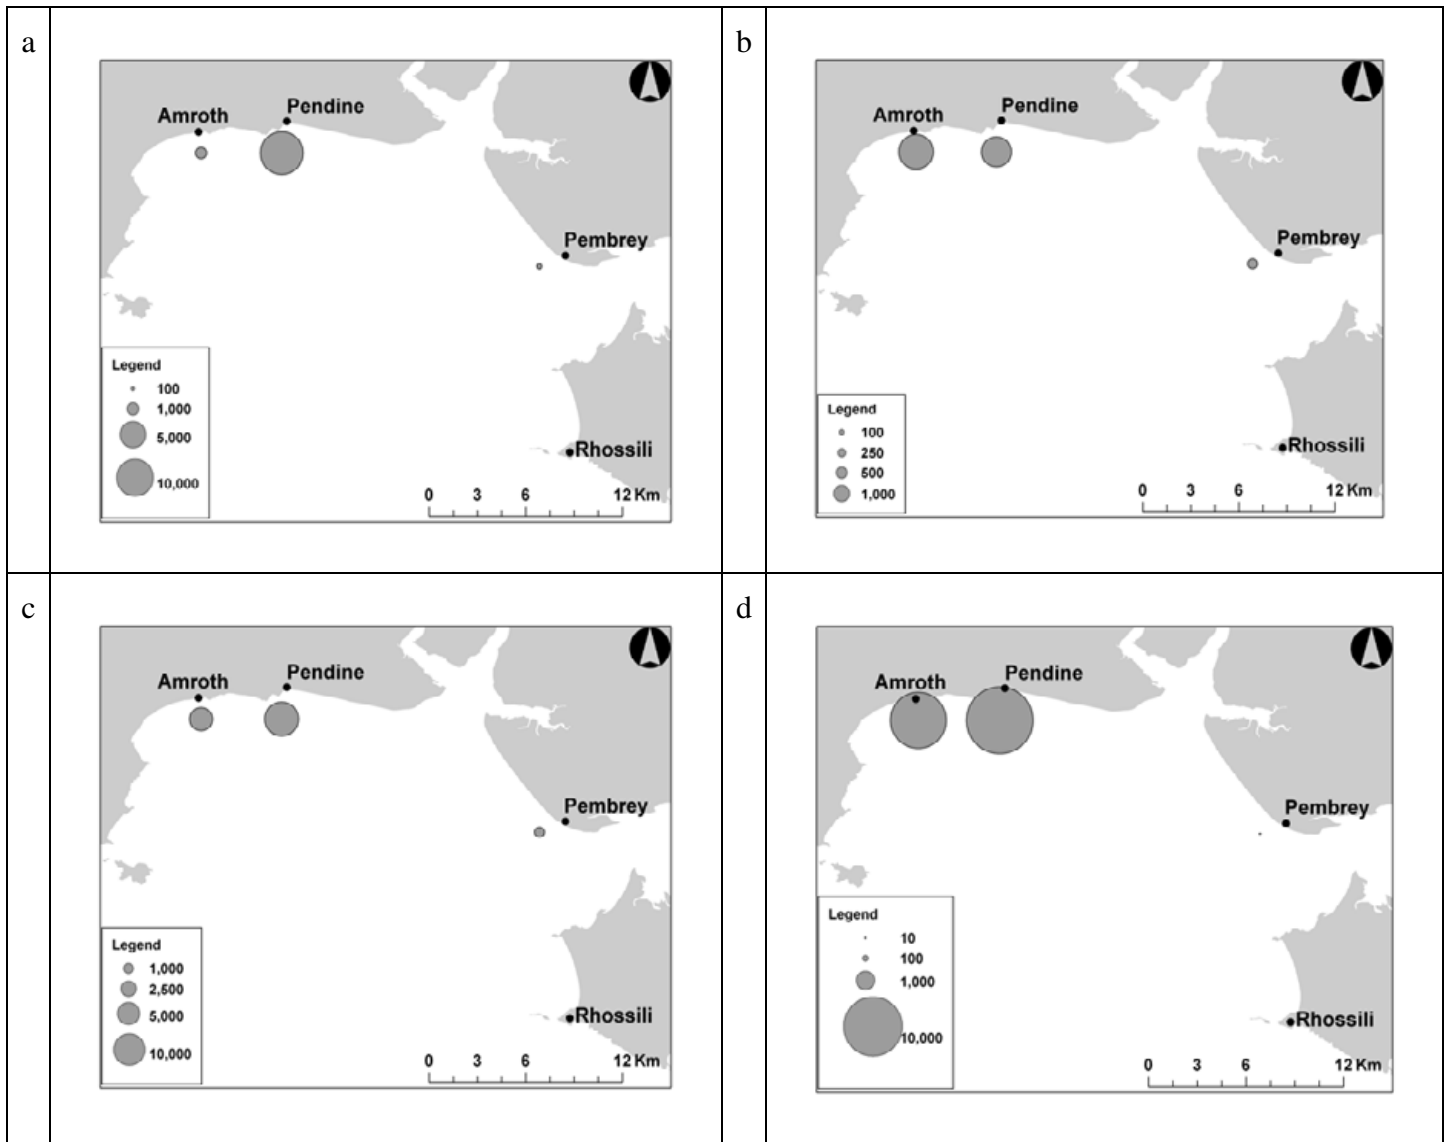 a
Amroth
Pendine
Pembrey
Legend
100
1,000
5,000
10,000
Rhossili
0 3 6 12 Km
b
Amroth
Pendine
Pembrey
Legend
100
250
500
1,000
Rhossili
0 3 6 12 Km
c
Amroth
Pendine
Pembrey
Legend
1,000
2,500
5,000
10,000
Rhossili
0 3 6 12 Km
d
Amroth
Pendine
Pembrey
Legend
10
100
1,000
10,000
Rhossili
0 3 6 12 Km